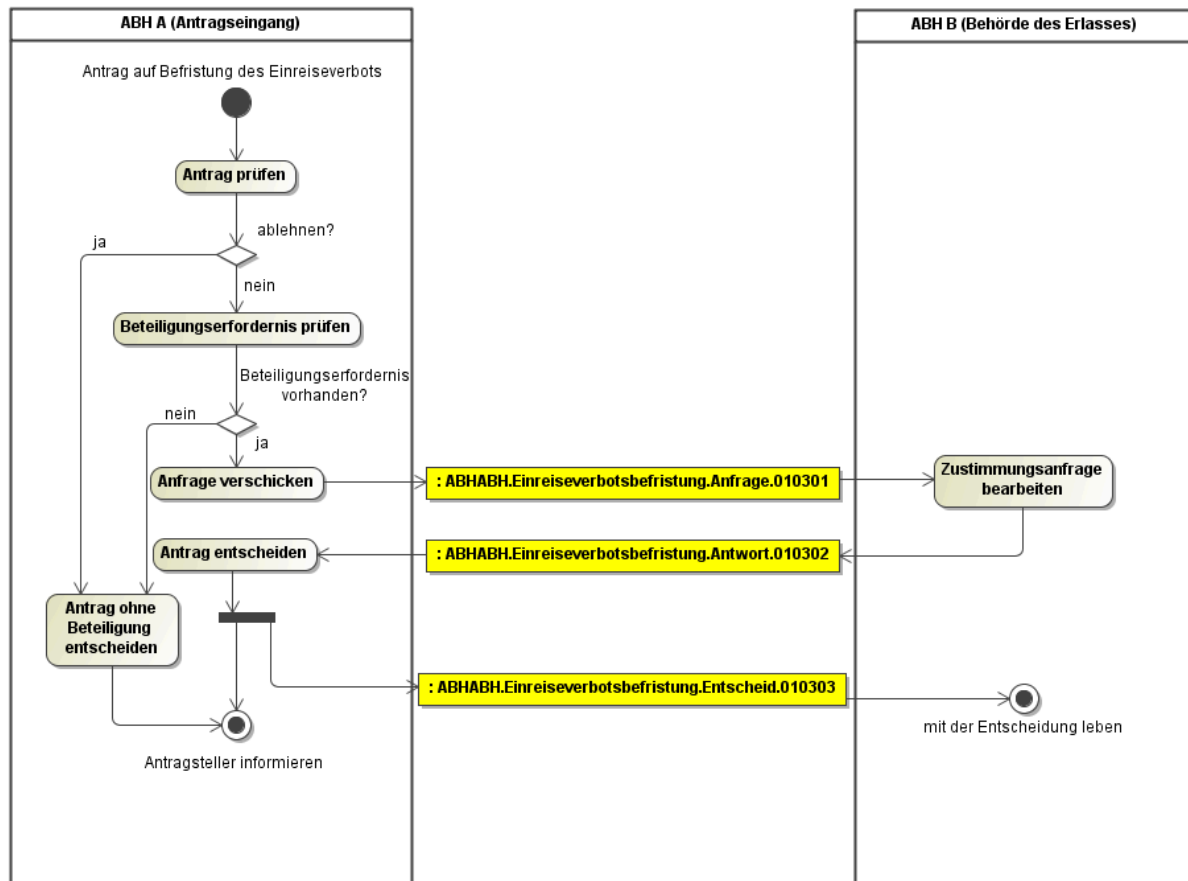 ABH A (Antragseingang)
ABH B (Behörde des Erlasses)
Antrag auf Befristung des Einreiseverbots
Antrag prüfen
ablehnen?
ja
nein
Beteiligungserfordernis prüfen
Beteiligungserfordernis
vorhanden?
nein
ja
Anfrage verschicken
: ABHABH.Einreiseverbotsbefristung.Anfrage.010301
Zustimmungsanfrage
bearbeiten
Antrag entscheiden
: ABHABH.Einreiseverbotsbefristung.Antwort.010302
Antrag ohne
Beteiligung
entscheiden
: ABHABH.Einreiseverbotsbefristung.Entscheid.010303
mit der Entscheidung leben
Antragsteller informieren